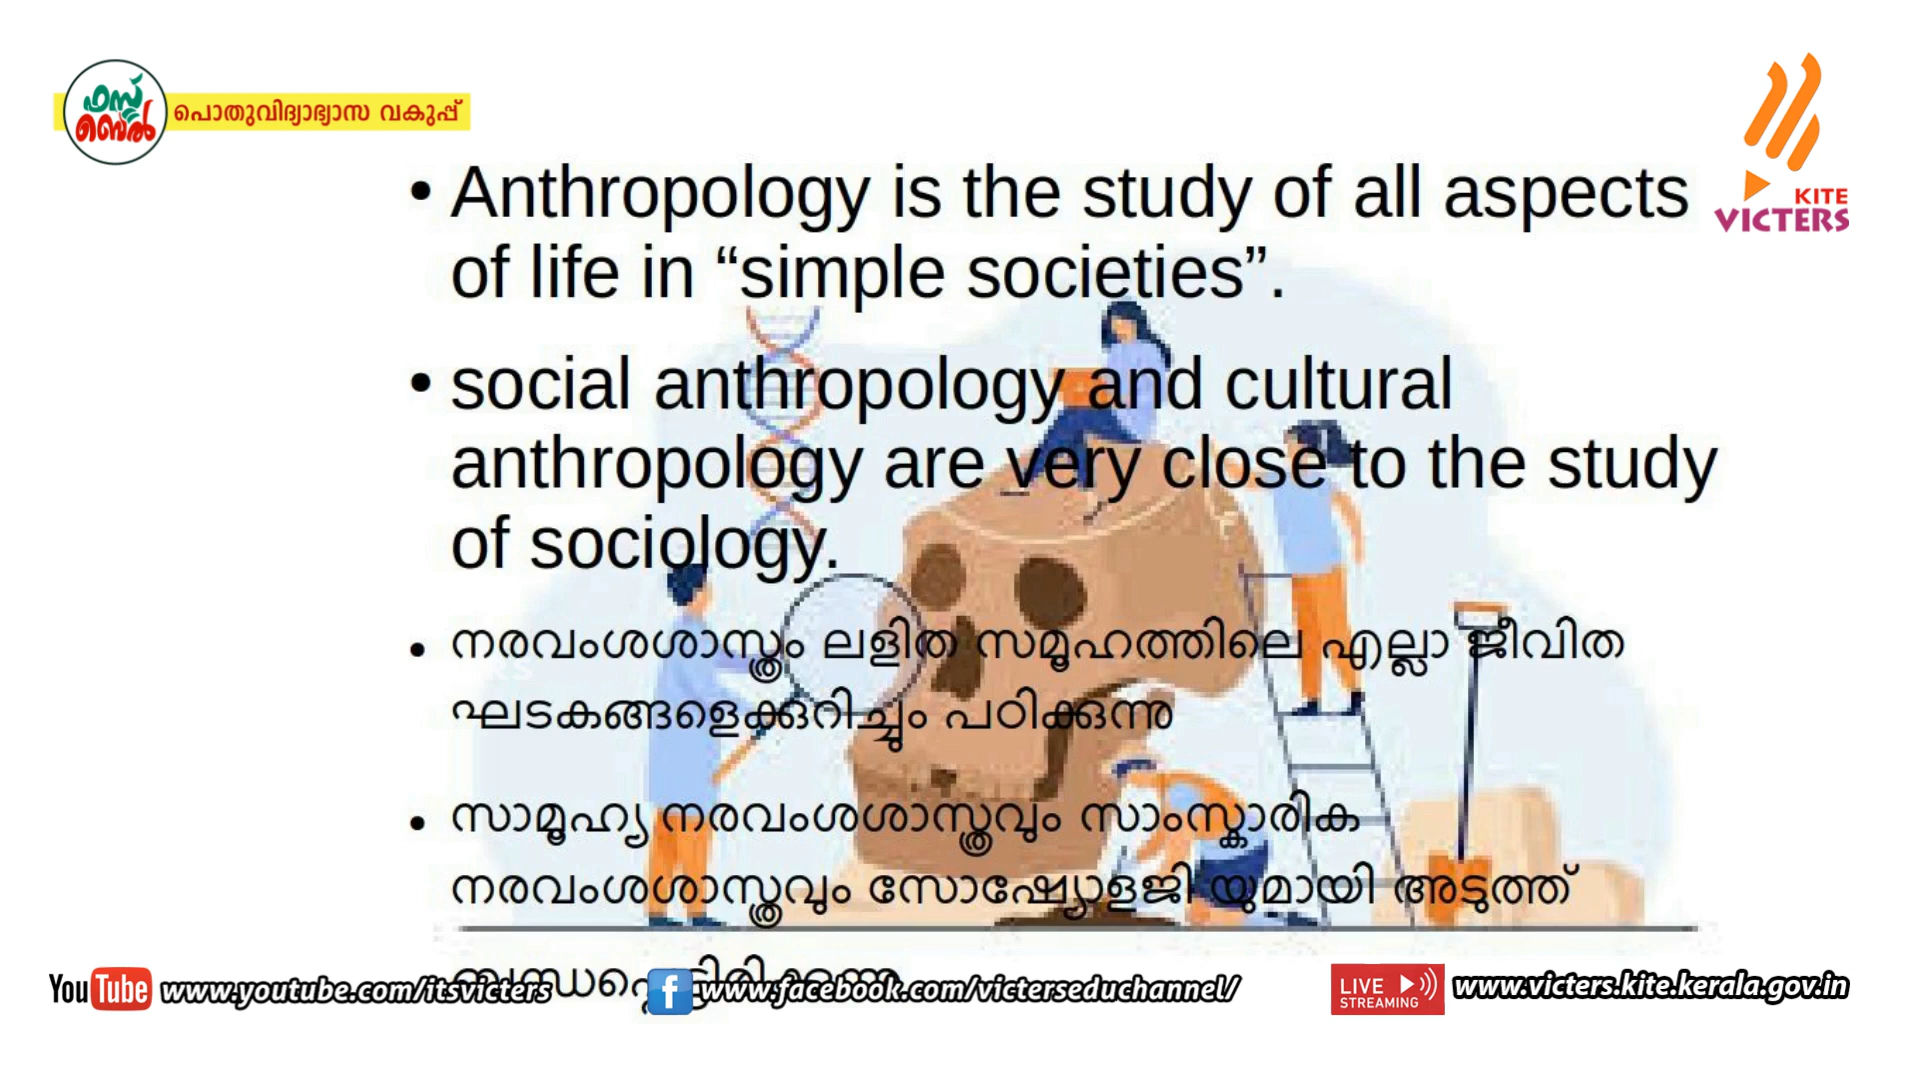 ഫസ്റ്റ്
ബെൽ
പൊതുവിദ്യാഭ്യാസ വകുപ്പ്
KITE
VICTERS
• Anthropology is the study of all aspects
of life in “simple societies”.
• social anthropology and cultural
anthropology are very close to the study
of sociology.
• നരവംശശാസ്ത്രം ലളിത സമൂഹത്തിലെ എല്ലാ ജീവിത
ഘടകങ്ങളെക്കുറിച്ചും പഠിക്കുന്നു
• സാമൂഹ്യ നരവംശശാസ്ത്രവും സാംസ്കാരിക
നരവംശശാസ്ത്രവും സോഷ്യോളജി യുമായി അടുത്ത്
YouTube www.youtube.com/itsvicters
f www.facebook.com/victerseduchannel/
LIVE STREAMING www.victers.kite.kerala.gov.in